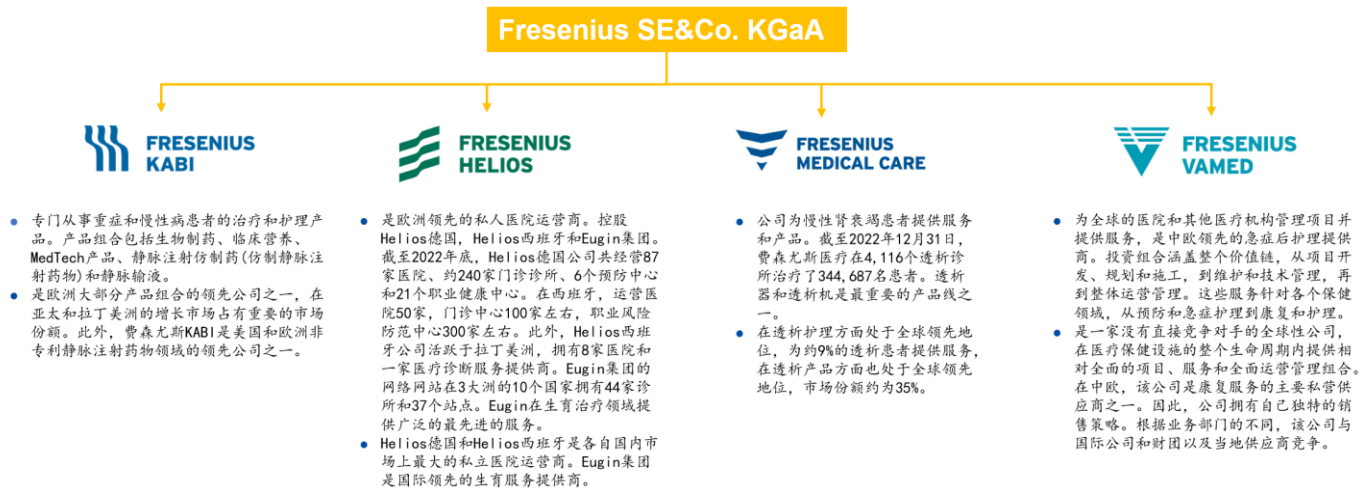 Fresenius SE&Co. KGaA
FRESENIUS
KABI
● 专门从事重症和慢性病患者的治疗和护理产
品。产品组合包括生物制药、临床营养、
MedTech产品、静脉注射仿制药(仿制静脉注
射药物)和静脉输液。
● 是欧洲大部分产品组合的领先公司之一，在
亚太和拉丁美洲的增长市场占有重要的市场
份额。此外，费森尤斯KABI是美国和欧洲非
专利静脉注射药物领域的领先公司之一。
FRESENIUS
HELIOS
● 是欧洲领先的私人医院运营商。控股
Helios德国，Helios西班牙和Eugin集团。
截至2022年底，Helios德国公司共经营87
家医院、约240家门诊诊所、6个预防中心
和21个职业健康中心。在西班牙，运营医
院50家，门诊中心100家左右，职业风险
防范中心300家左右。此外，Helios西班
牙公司活跃于拉丁美洲，拥有8家医院和
一家医疗诊断服务提供商。Eugin集团的
网络网站在3大洲的10个国家拥有44家诊
所和37个站点。Eugin在生育治疗领域提
供广泛的最先进的服务。
● Helios德国和Helios西班牙是各自国内市
场上最大的私立医院运营商。Eugin集团
是国际领先的生育服务提供商。
FRESENIUS
MEDICAL CARE
● 公司为慢性肾衰竭患者提供服务
和产品。截至2022年12月31日，
费森尤斯医疗在4,116个透析诊
所治疗了344,687名患者。透析
器和透析机是最重要的产品线之
一。
● 在透析护理方面处于全球领先地
位，为约9%的透析患者提供服务，
在透析产品方面也处于全球领先
地位，市场份额约为35%。
FRESENIUS
VAMED
● 为全球的医院和其他医疗机构管理项目并
提供服务，是中欧领先的急症后护理提供
商。投资组合涵盖整个价值链，从项目开
发、规划和施工，到维护和技术管理，再
到整体运营管理。这些服务针对各个保健
领域，从预防和急症护理到康复和护理。
● 是一家没有直接竞争对手的全球性公司，
在医疗保健设施的整个生命周期内提供相
对全面的项目、服务和全面运营管理组合。
在中欧，该公司是康复服务的主要私营供
应商之一。因此，公司拥有自己独特的销
售策略。根据业务部门的不同，该公司与
国际公司和财团以及当地供应商竞争。